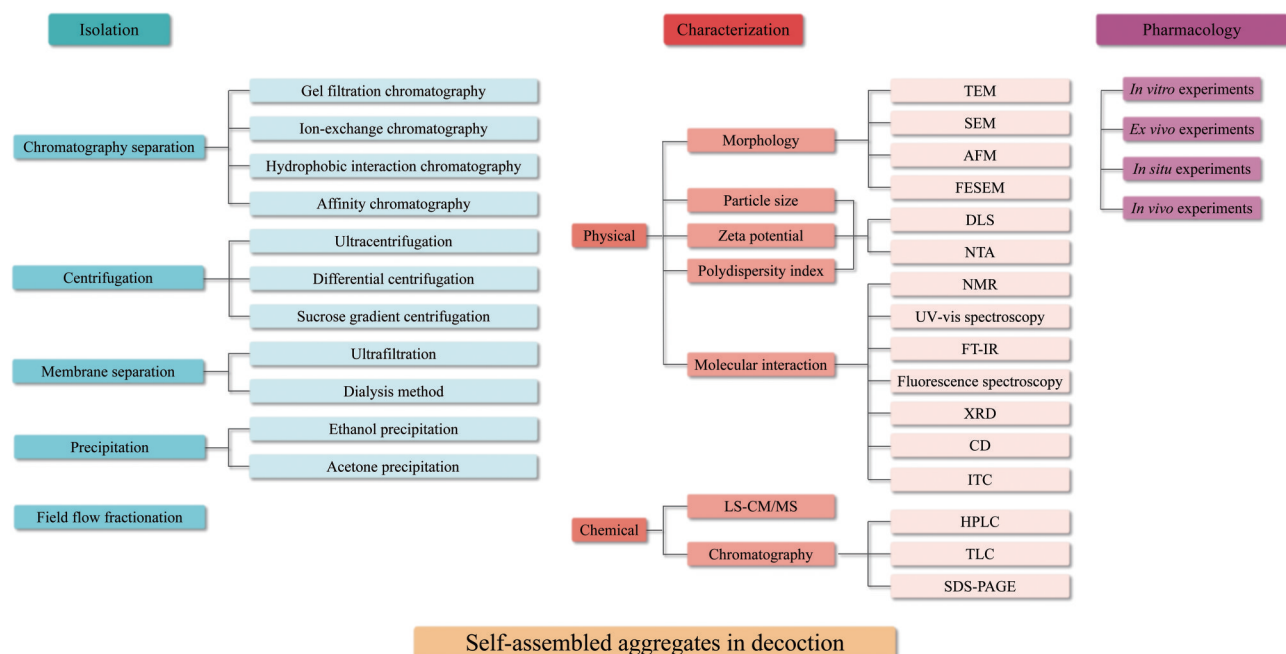 Isolation
Chromatography separation
Gel filtration chromatography
Ion-exchange chromatography
Hydrophobic interaction chromatography
Affinity chromatography
Centrifugation
Ultracentrifugation
Differential centrifugation
Sucrose gradient centrifugation
Membrane separation
Ultrafiltration
Dialysis method
Precipitation
Ethanol precipitation
Acetone precipitation
Field flow fractionation
Characterization
Physical
Morphology
TEM
SEM
AFM
FESEM
Particle size
Zeta potential
Polydispersity index
DLS
NTA
Molecular interaction
NMR
UV-vis spectroscopy
FT-IR
Fluorescence spectroscopy
XRD
CD
ITC
Chemical
LS-CM/MS
Chromatography
HPLC
TLC
SDS-PAGE
Pharmacology
In vitro experiments
Ex vivo experiments
In situ experiments
In vivo experiments
Self-assembled aggregates in decoction